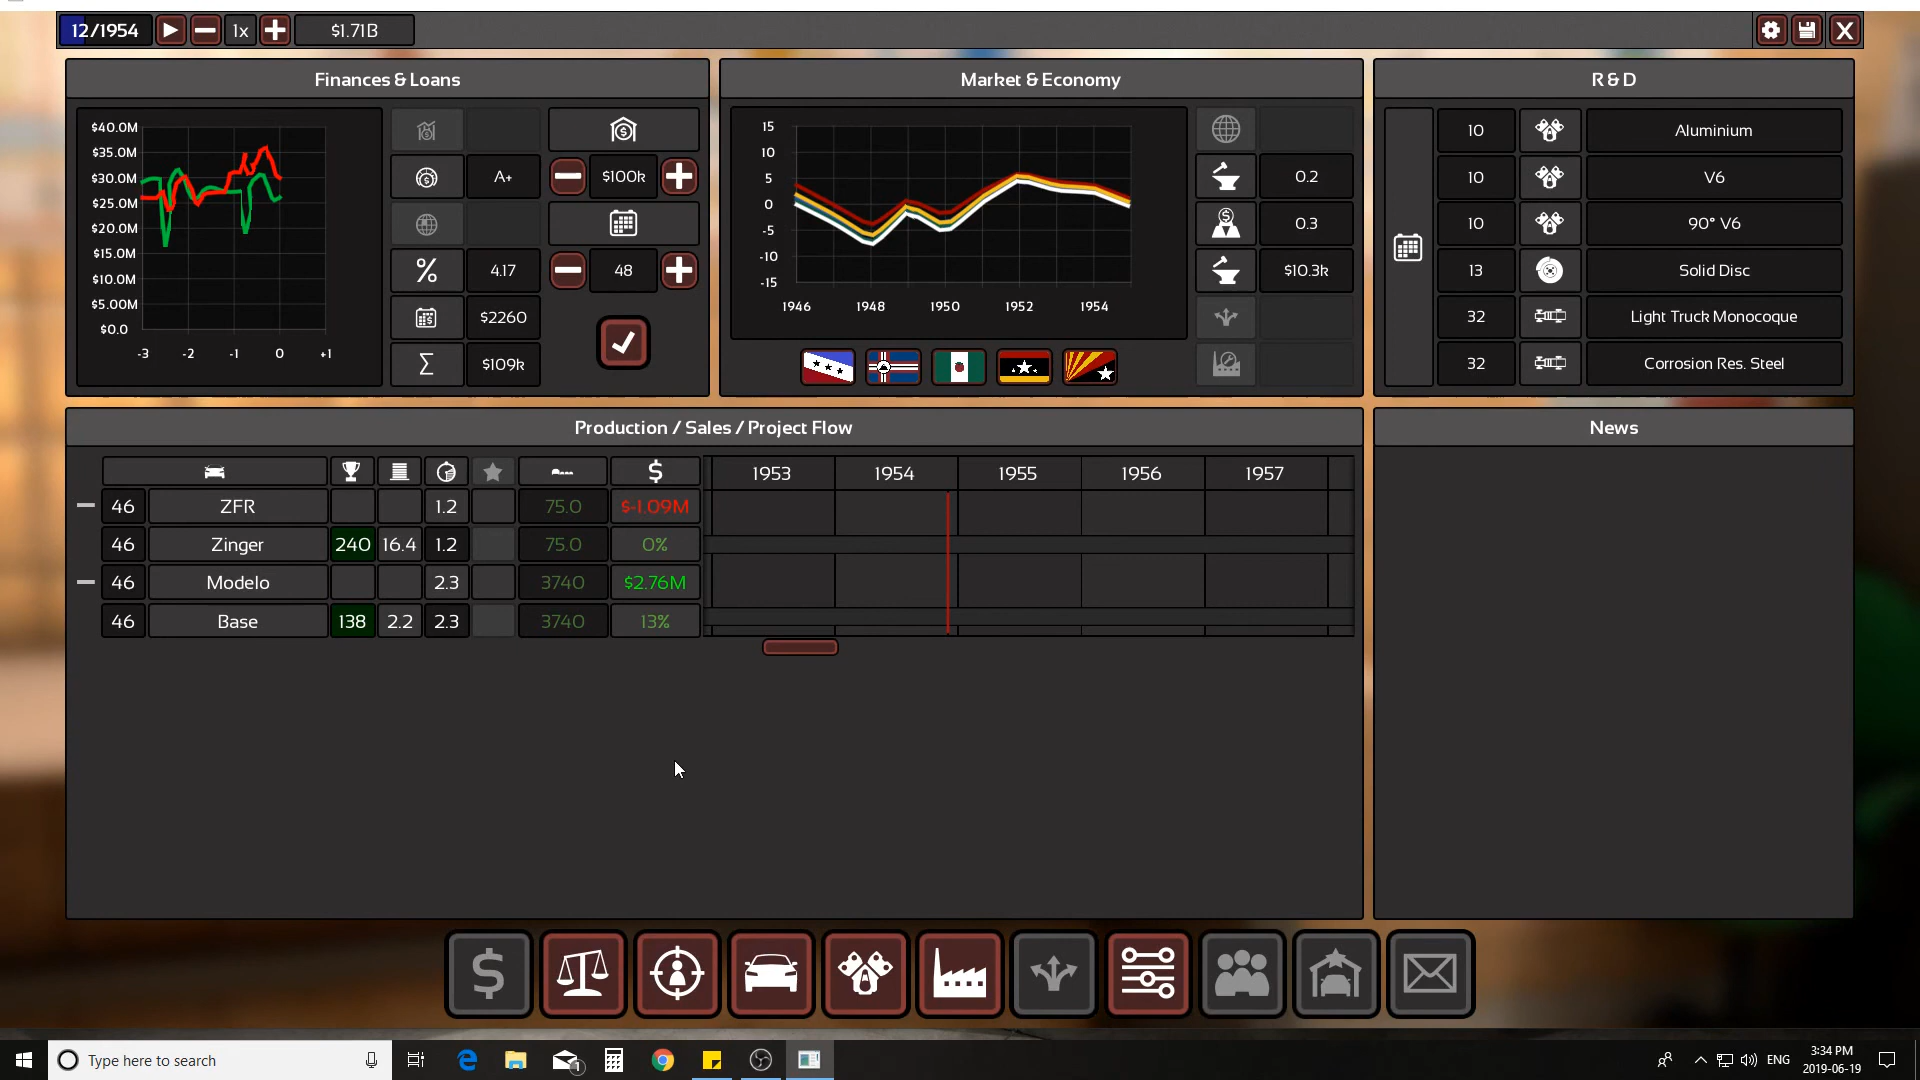 12/1954 1x $1.71B
Finances & Loans
$40.0M
$35.0M
$30.0M
$25.0M
$20.0M
$15.0M
$10.0M
$5.00M
$0.0
-3 -2 -1 0 +1
A+ $100k
% 4.17 48
$2260
Σ $109k
Market & Economy
15
10
5
0
-5
-10
-15
1946 1948 1950 1952 1954
0.2
0.3
$10.3k
R & D
10 Aluminium
10 V6
10 90° V6
13 Solid Disc
32 Light Truck Monocoque
32 Corrosion Res. Steel
Production / Sales / Project Flow
$ 1953 1954 1955 1956 1957
46 ZFR 1.2 75.0 $-1.09M
46 Zinger 240 16.4 1.2 75.0 0%
46 Modelo 2.3 3740 $2.76M
46 Base 138 2.2 2.3 3740 13%
News
$
Type here to search
1
ENG
3:34 PM
2019-06-19